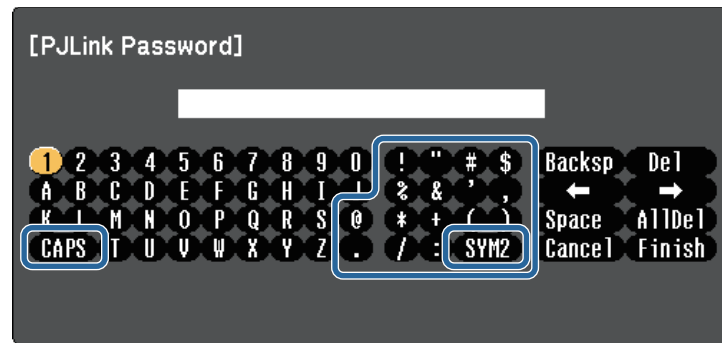 [PJLink Password]
1 2 3 4 5 6 7 8 9 0 ! " # $ Backsp Del
A B C D E F G H I J % & ' , ← →
K L M N O P Q R S @ * + ( ) Space AllDel
CAPS T U V W X Y Z . / : SYM2 Cancel Finish